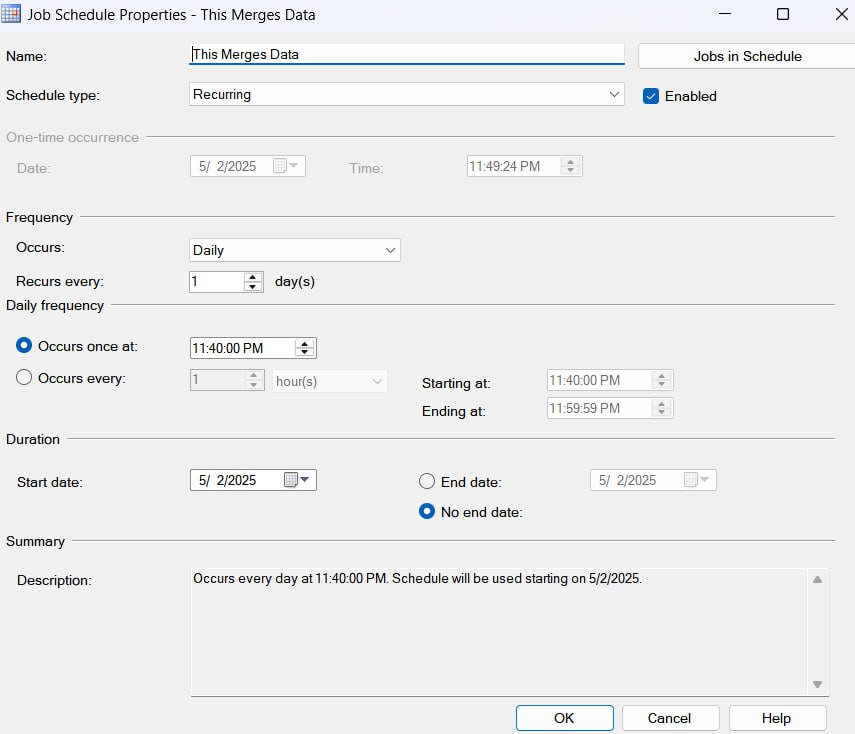 Job Schedule Properties - This Merges Data
Name: This Merges Data Jobs in Schedule
Schedule type: Recurring Enabled
One-time occurrence
Date: 5/ 2/2025 Time: 11:49:24 PM
Frequency
Occurs: Daily
Recurs every: 1 day(s)
Daily frequency
Occurs once at: 11:40:00 PM
Occurs every: 1 hour(s) Starting at: 11:40:00 PM
Ending at: 11:59:59 PM
Duration
Start date: 5/ 2/2025 End date: 5/ 2/2025
No end date:
Summary
Description: Occurs every day at 11:40:00 PM. Schedule will be used starting on 5/2/2025.
OK Cancel Help